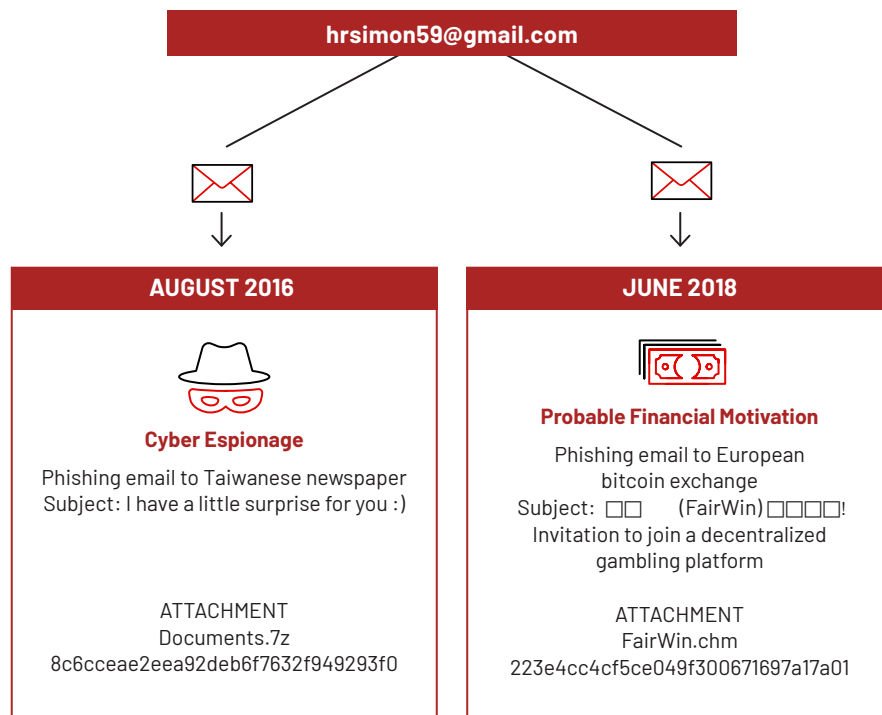 hrsimon59@gmail.com
AUGUST 2016
Cyber Espionage
Phishing email to Taiwanese newspaper
Subject: I have a little surprise for you :)
ATTACHMENT
Documents.7z
8c6cceae2eea92deb6f7632f949293f0
JUNE 2018
Probable Financial Motivation
Phishing email to European
bitcoin exchange
Subject: □□ (FairWin)□□□□!
Invitation to join a decentralized
gambling platform
ATTACHMENT
FairWin.chm
223e4cc4cf5ce049f300671697a17a01